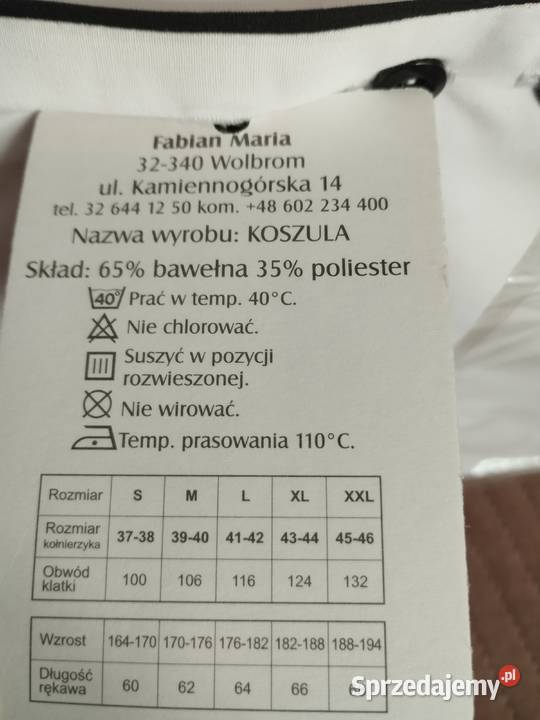 Fabian Maria
32-340 Wolbrom
ul. Kamiennogórska 14
tel. 32 644 12 50 kom. +48 602 234 400
Nazwa wyrobu: KOSZULA
Skład: 65% bawełna 35% poliester
40° Prać w temp. 40°C.
Nie chlorować.
Suszyć w pozycji
rozwieszonej.
Nie wirować.
Temp. prasowania 110°C.
Rozmiar S M L XL XXL
Rozmiar kołnierzyka 37-38 39-40 41-42 43-44 45-46
Obwód klatki 100 106 116 124 132
Wzrost 164-170 170-176 176-182 182-188 188-194
Długość rękawa 60 62 64 66
Sprzedajemy.pl